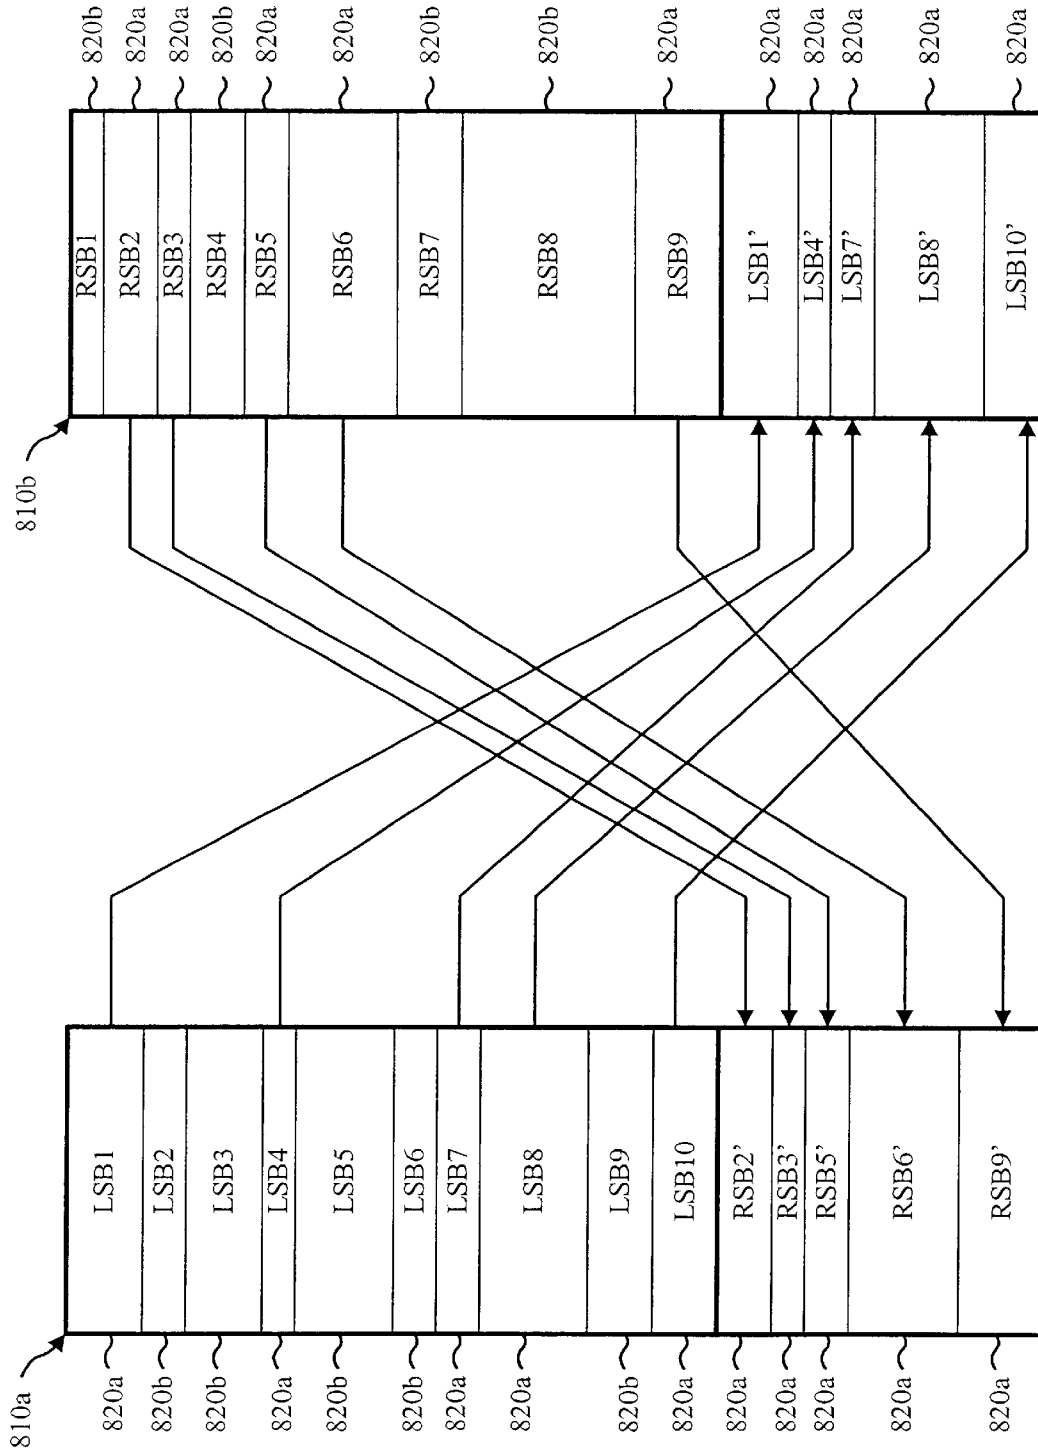 810a
820a LSB1
820b LSB2
820b LSB3
820a LSB4
820b LSB5
820b LSB6
820a LSB7
820a LSB8
820b LSB9
820a LSB10
820a RSB2’
820a RSB3’
820a RSB5’
820a RSB6’
820a RSB9’
810b
RSB1 820b
RSB2 820a
RSB3 820a
RSB4 820b
RSB5 820a
RSB6 820a
RSB7 820b
RSB8 820b
RSB9 820a
LSB1’ 820a
LSB4’ 820a
LSB7’ 820a
LSB8’ 820a
LSB10’ 820a